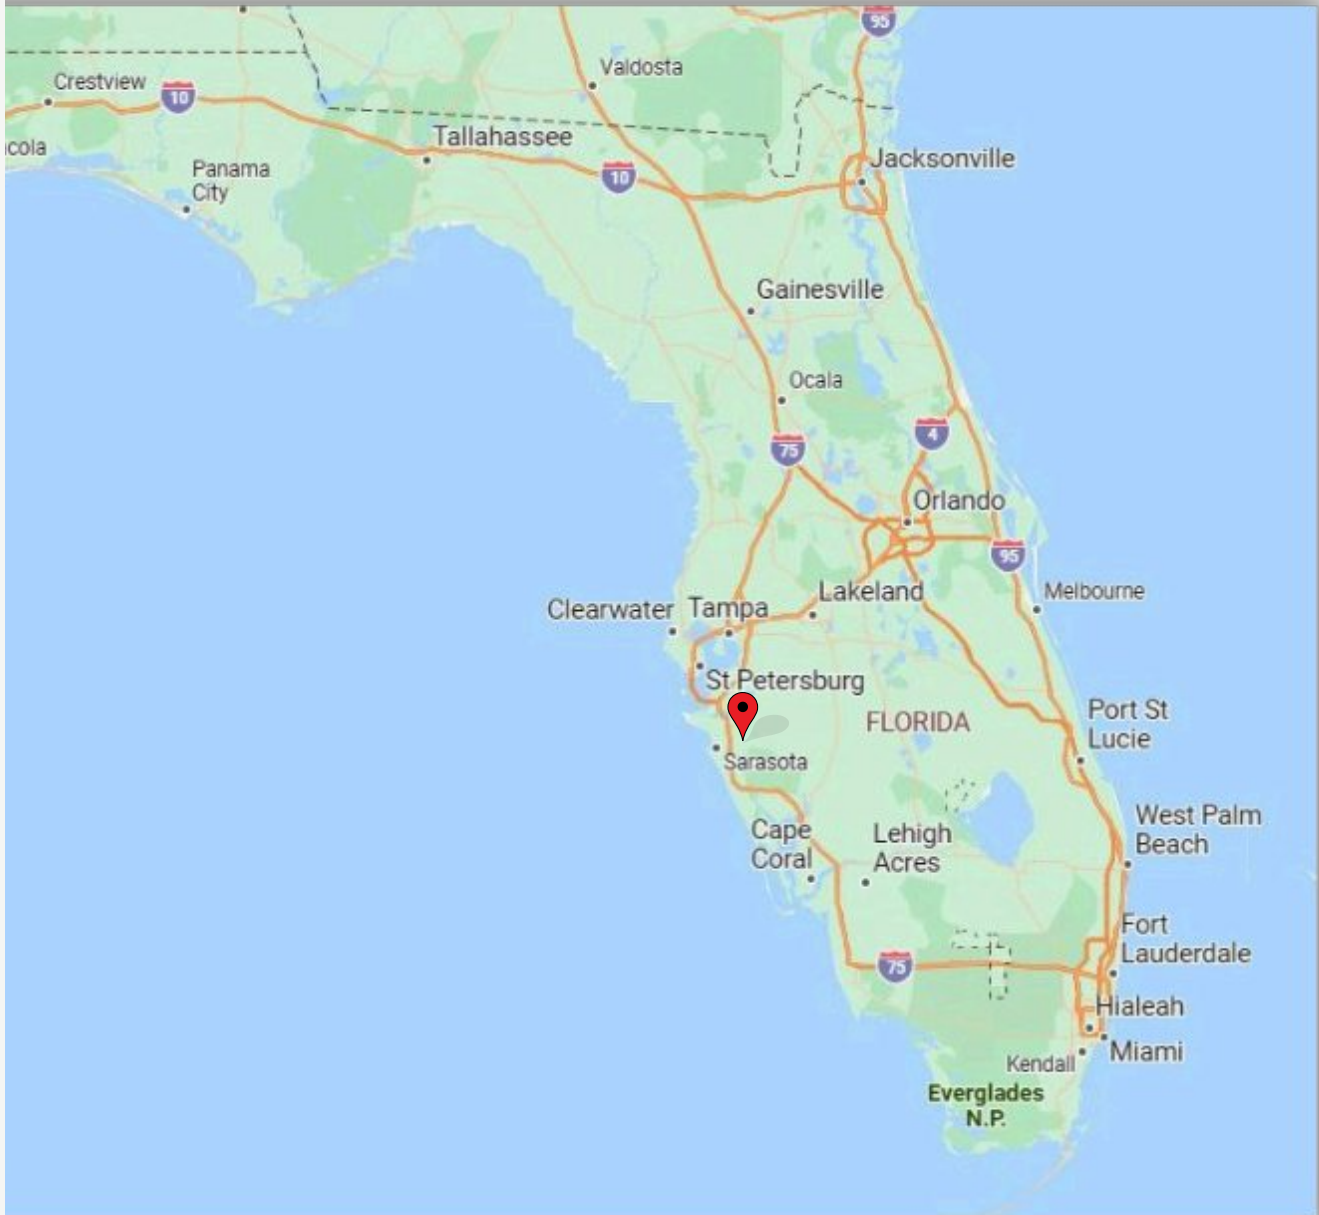 95
Valdosta
Crestview
10
Tallahassee
cola
Panama
City
10
Jacksonville
Gainesville
Ocala
4
75
Orlando
95
Melbourne
Lakeland
Clearwater
Tampa
St Petersburg
FLORIDA
Port St
Lucie
Sarasota
West Palm
Beach
Cape
Coral
Lehigh
Acres
Fort
Lauderdale
75
Hialeah
Miami
Kendall
Everglades
N.P.